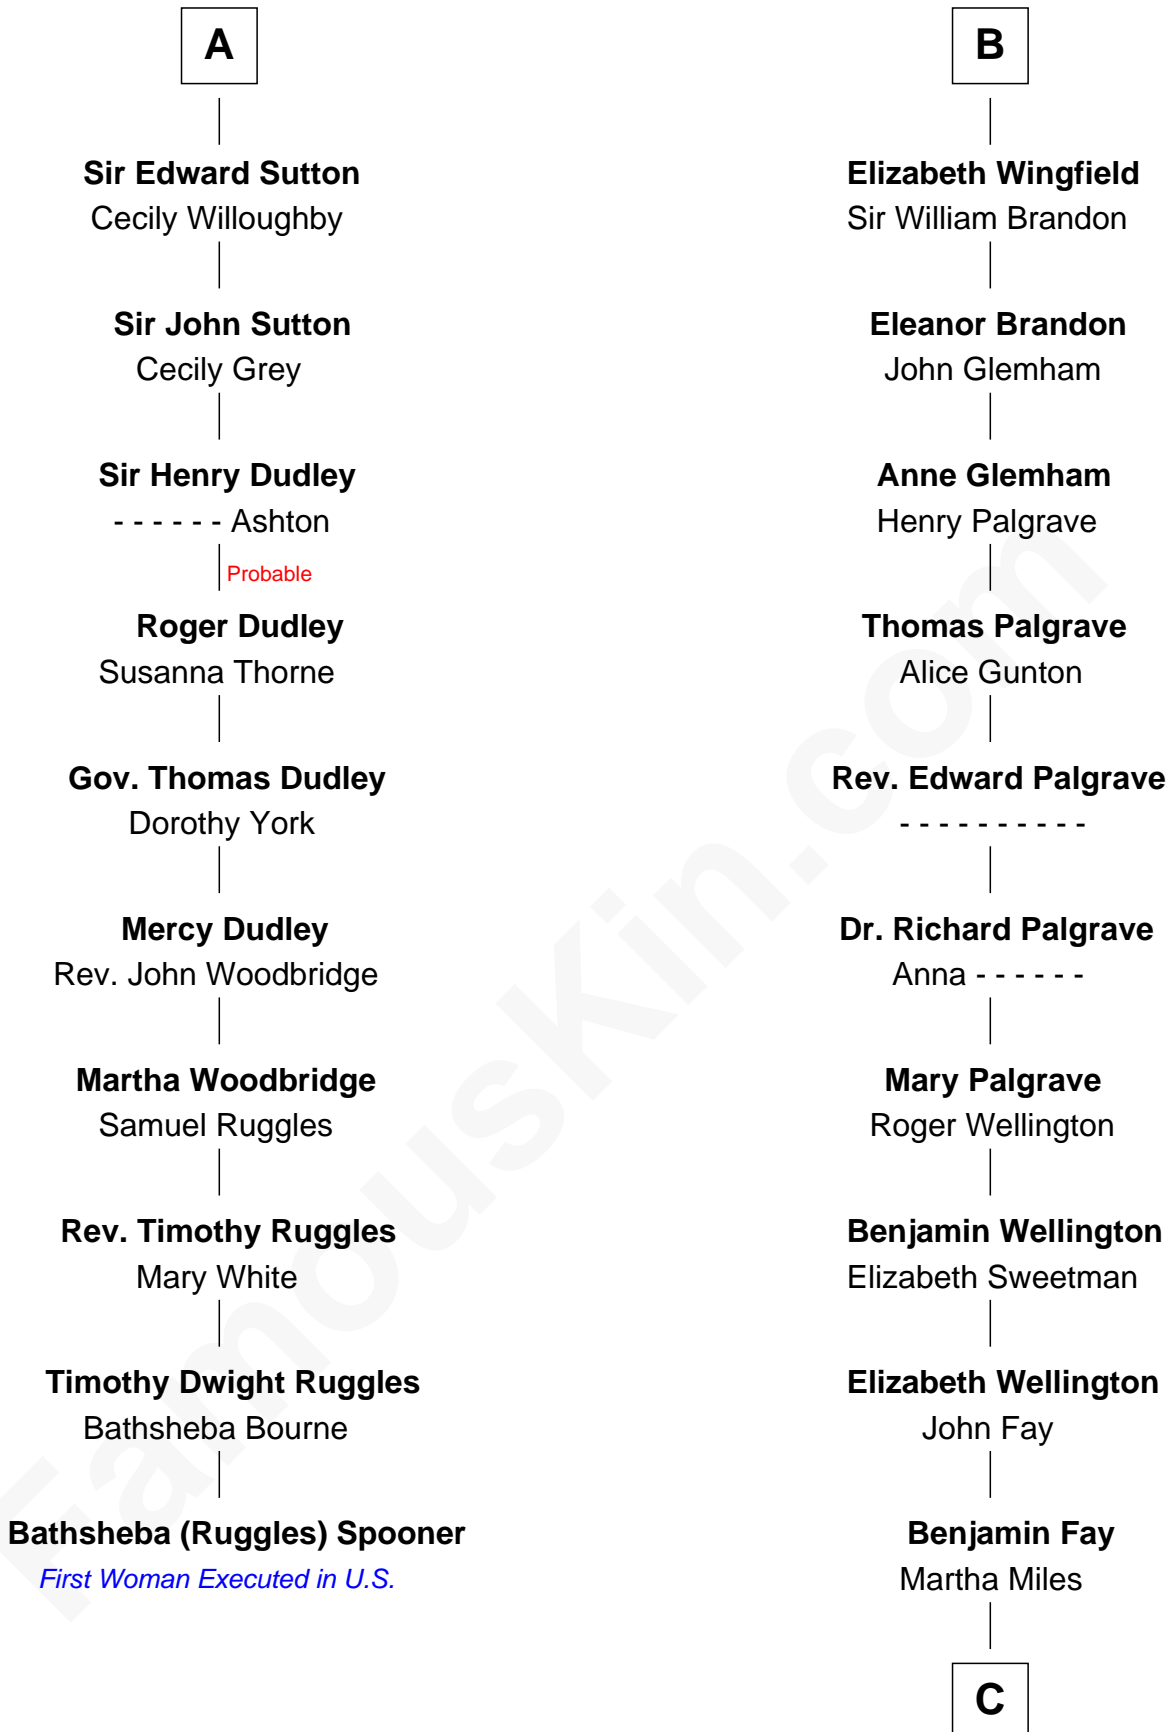 A
Sir Edward Sutton
Cecily Willoughby
Sir John Sutton
Cecily Grey
Sir Henry Dudley
- - - - - - Ashton
Probable
Roger Dudley
Susanna Thorne
Gov. Thomas Dudley
Dorothy York
Mercy Dudley
Rev. John Woodbridge
Martha Woodbridge
Samuel Ruggles
Rev. Timothy Ruggles
Mary White
Timothy Dwight Ruggles
Bathsheba Bourne
Bathsheba (Ruggles) Spooner
First Woman Executed in U.S.
B
Elizabeth Wingfield
Sir William Brandon
Eleanor Brandon
John Glemham
Anne Glemham
Henry Palgrave
Thomas Palgrave
Alice Gunton
Rev. Edward Palgrave
- - - - - - - - - -
Dr. Richard Palgrave
Anna - - - - - -
Mary Palgrave
Roger Wellington
Benjamin Wellington
Elizabeth Sweetman
Elizabeth Wellington
John Fay
Benjamin Fay
Martha Miles
C
FamousKin.com